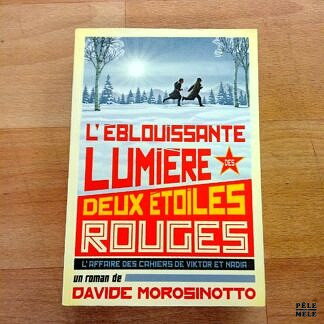 L'EBLOUISSANTE
LUMIÈRE DES
DEUX ÉTOILES
ROUGES
L'AFFAIRE DES CAHIERS DE VIKTOR ET NADIA
un roman de
DAVIDE MOROSINOTTO
PÊLE
MÊLE